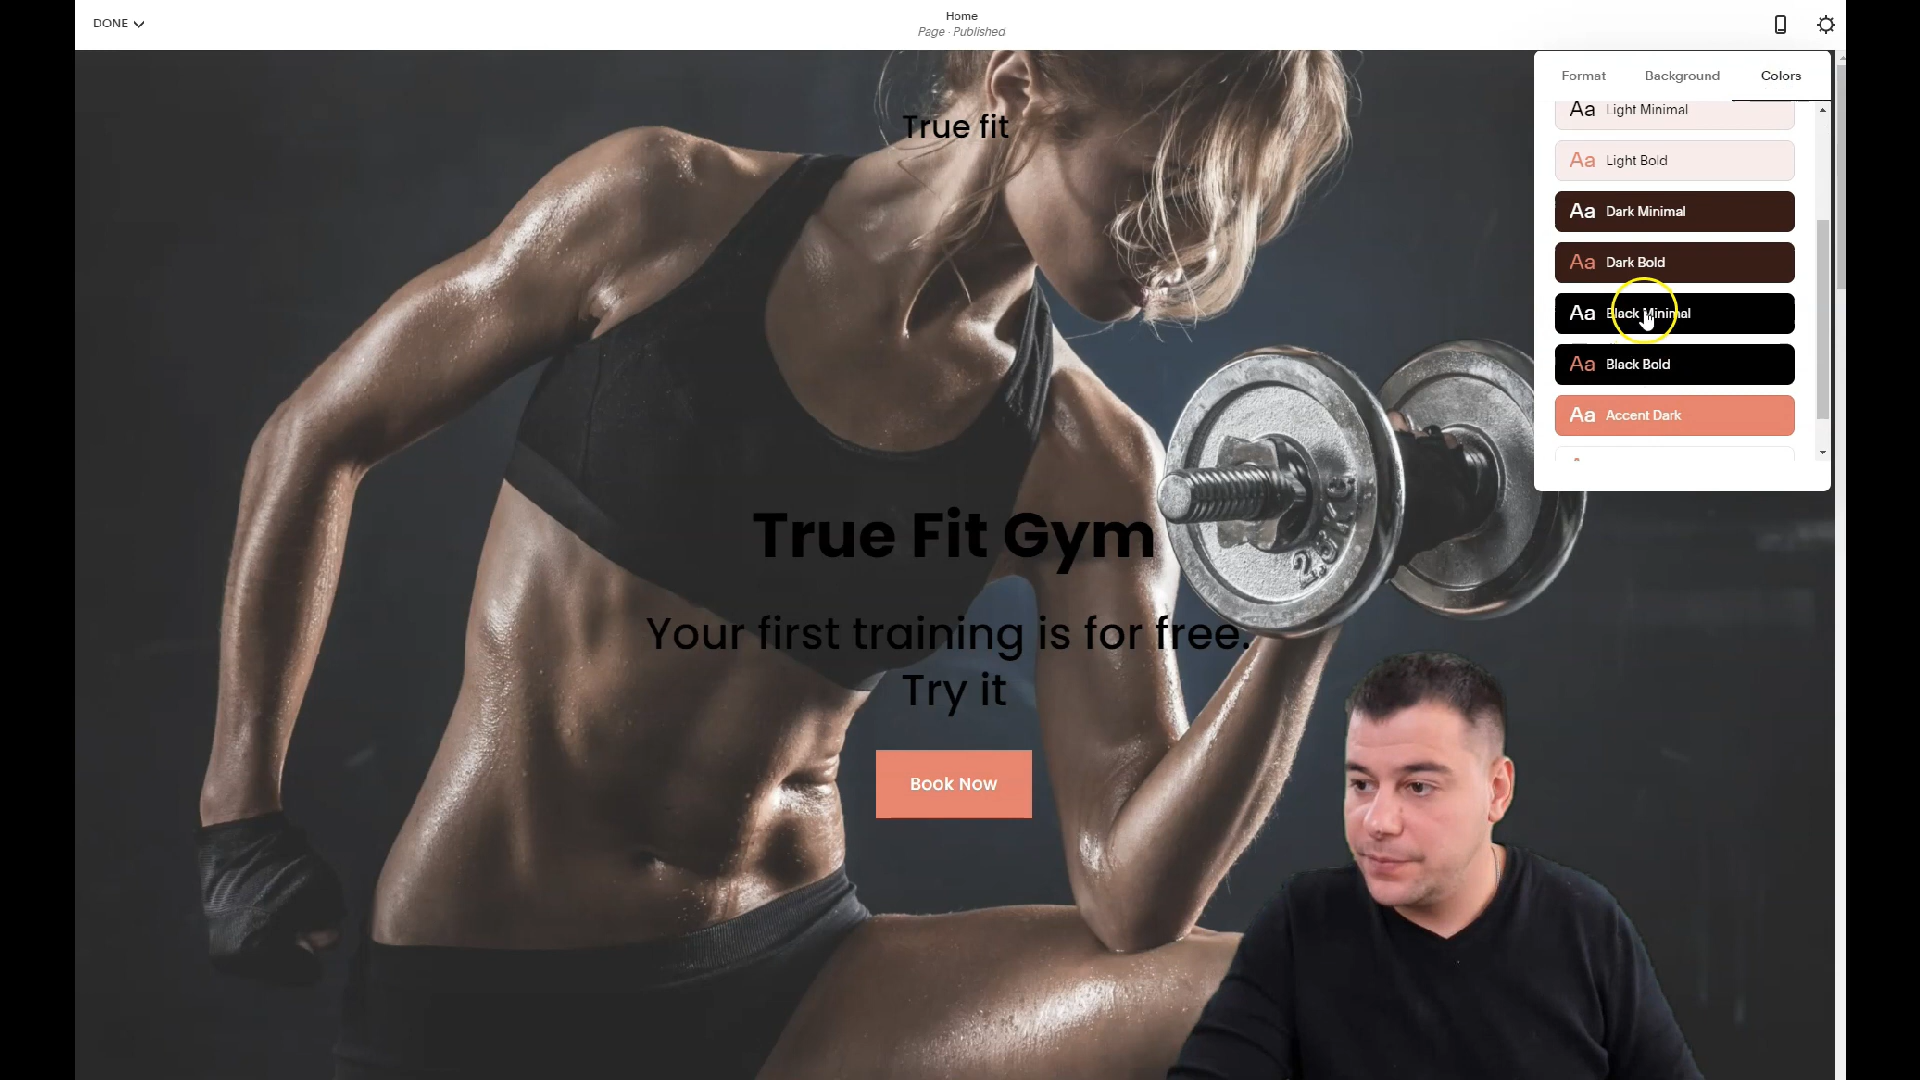 DONE
Home
Page · Published
Format
Background
Colors
Aa Light Minimal
Aa Light Bold
Aa Dark Minimal
Aa Dark Bold
Aa Black Minimal
Aa Black Bold
Aa Accent Dark
True fit
True Fit Gym
Your first training is for free.
Try it
Book Now
2,5KG